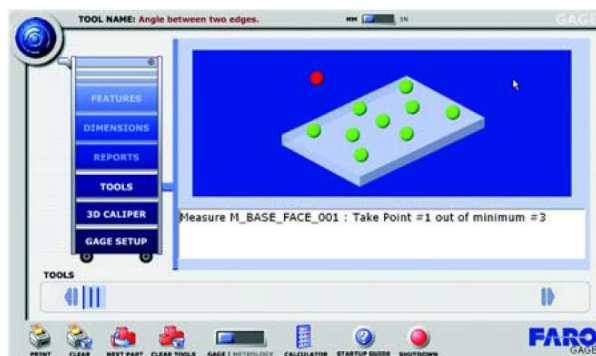 TOOL NAME: Angle between two edges.
MM IN
GAGE
FEATURES
DIMENSIONS
REPORTS
TOOLS
3D CALIPER
GAGE SETUP
Measure M_BASE_FACE_001 : Take Point #1 out of minimum #3
TOOLS
PRINT CLEAR NEXT PART CLEAR TOOLS GAGE | METROLOGY CALCULATOR STARTUP GUIDE SHUTDOWN
FARO
GAGE